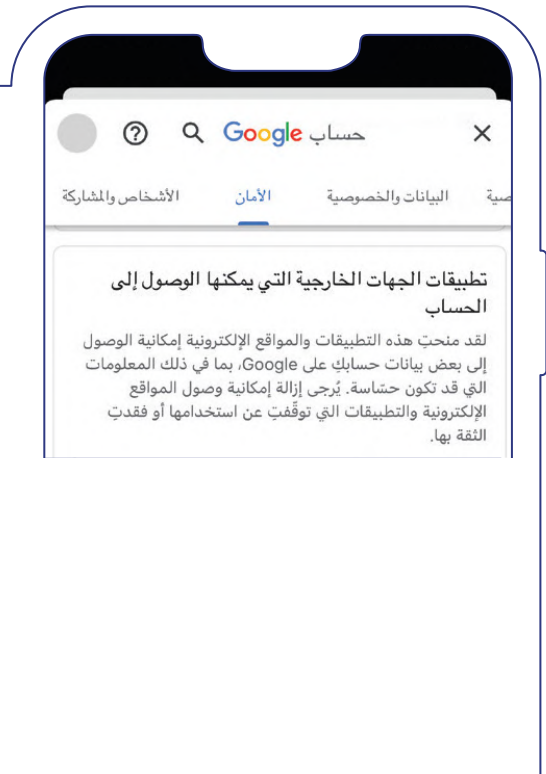 حساب Google
صية البيانات والخصوصية الأمان الأشخاص والمشاركة
تطبيقات الجهات الخارجية التي يمكنها الوصول إلى
الحساب
لقد منحتِ هذه التطبيقات والمواقع الإلكترونية إمكانية الوصول
إلى بعض بيانات حسابكِ على Google، بما في ذلك المعلومات
التي قد تكون حسّاسة. يُرجى إزالة إمكانية وصول المواقع
الإلكترونية والتطبيقات التي توقّفتِ عن استخدامها أو فقدتِ
الثقة بها.